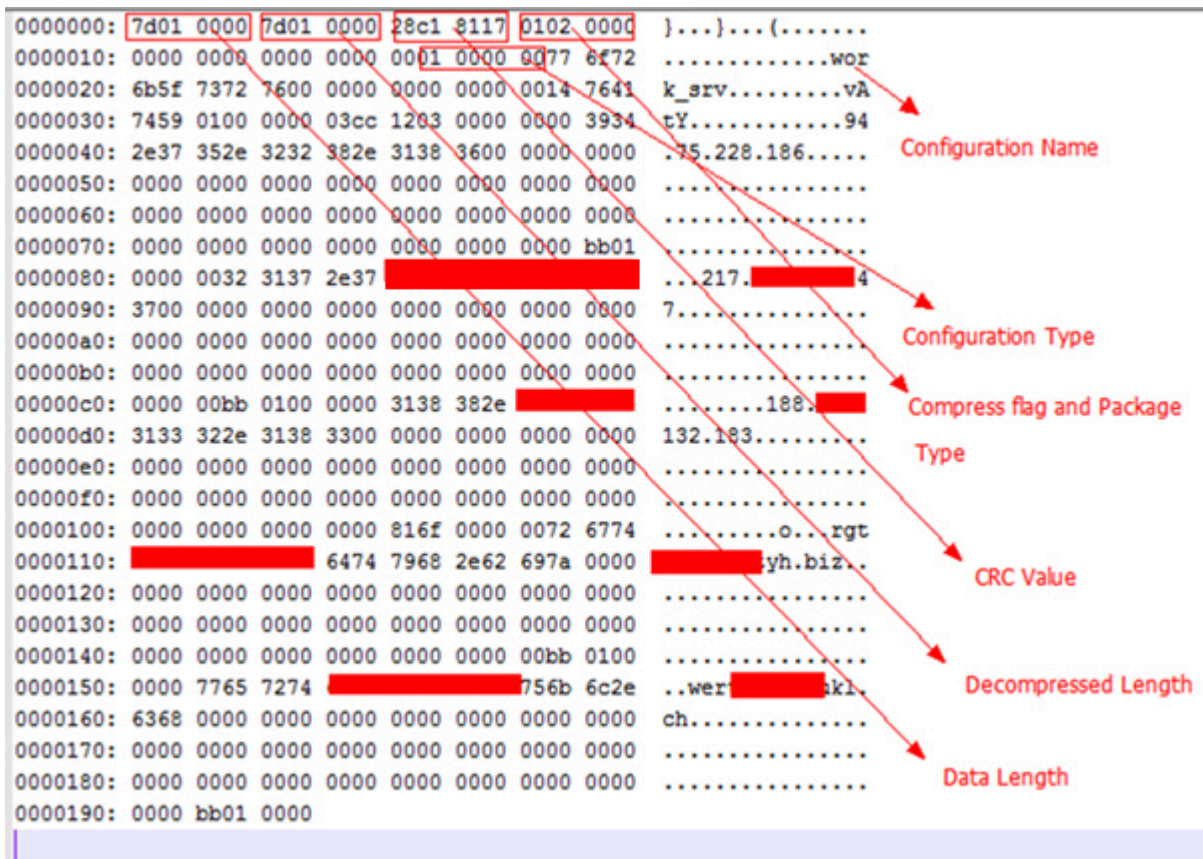 0000000: 7d01 0000 7d01 0000 28c1 8117 0102 0000 }...}...(.......
0000010: 0000 0000 0000 0000 0001 0000 0077 6f72 .............wor
0000020: 6b5f 7372 7600 0000 0000 0000 0014 7641 k_srv.........vA
0000030: 7459 0100 0000 03cc 1203 0000 0000 3934 tY............94
0000040: 2e37 352e 3232 382e 3138 3600 0000 0000 .75.228.186.....
Configuration Name
0000050: 0000 0000 0000 0000 0000 0000 0000 0000 ................
0000060: 0000 0000 0000 0000 0000 0000 0000 0000 ................
0000070: 0000 0000 0000 0000 0000 0000 0000 bb01 ................
0000080: 0000 0032 3137 2e37 ...217. 4
0000090: 3700 0000 0000 0000 0000 0000 0000 0000 7...............
Configuration Type
00000a0: 0000 0000 0000 0000 0000 0000 0000 0000 ................
00000b0: 0000 0000 0000 0000 0000 0000 0000 0000 ................
00000c0: 0000 00bb 0100 0000 3138 382e ........188.
Compress flag and Package
00000d0: 3133 322e 3138 3300 0000 0000 0000 0000 132.183.........
Type
00000e0: 0000 0000 0000 0000 0000 0000 0000 0000 ................
00000f0: 0000 0000 0000 0000 0000 0000 0000 0000 ................
0000100: 0000 0000 0000 0000 816f 0000 0072 6774 .........o...rgt
0000110: 6474 7968 2e62 697a 0000 yh.biz..
CRC Value
0000120: 0000 0000 0000 0000 0000 0000 0000 0000 ................
0000130: 0000 0000 0000 0000 0000 0000 0000 0000 ................
0000140: 0000 0000 0000 0000 0000 0000 00bb 0100 ................
0000150: 0000 7765 7274 756b 6c2e ..wer kl.
Decompressed Length
0000160: 6368 0000 0000 0000 0000 0000 0000 0000 ch..............
0000170: 0000 0000 0000 0000 0000 0000 0000 0000 ................
0000180: 0000 0000 0000 0000 0000 0000 0000 0000 ................
Data Length
0000190: 0000 bb01 0000